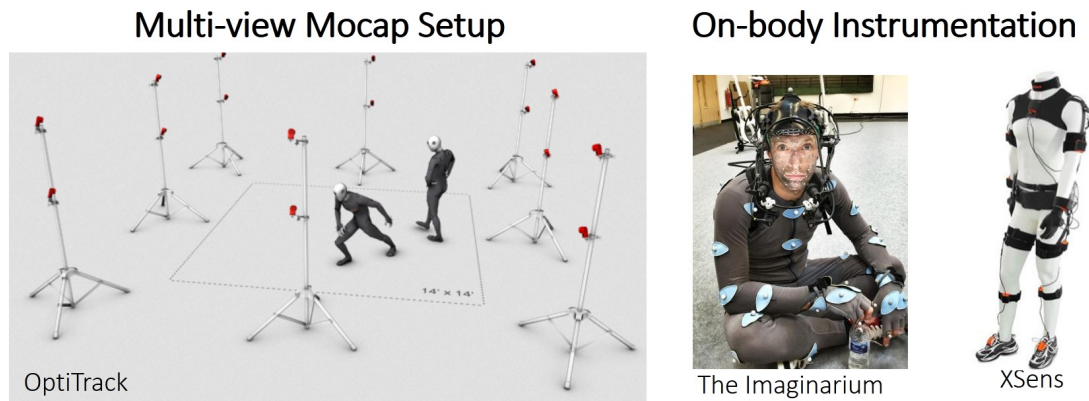 Multi-view Mocap Setup
On-body Instrumentation
14' x 14'
OptiTrack
The Imaginarium
XSens